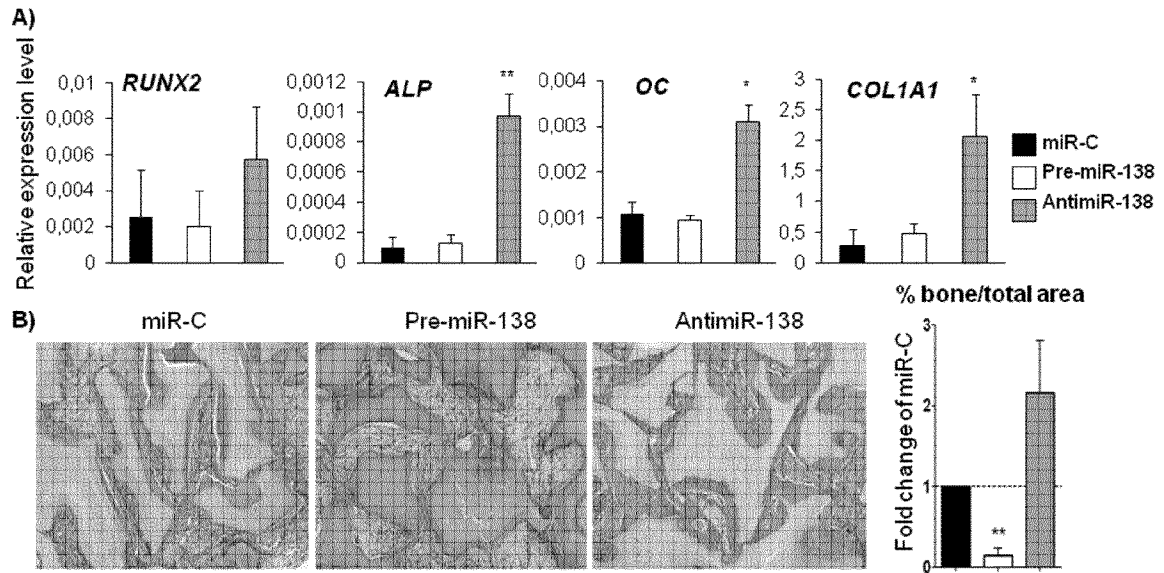 A)
Relative expression level
RUNX2
0,01
0,008
0,006
0,004
0,002
0
ALP
**
0,0012
0,001
0,0008
0,0006
0,0004
0,0002
0
OC
*
0,004
0,003
0,002
0,001
0
COL1A1
*
3
2,5
2
1,5
1
0,5
0
miR-C
Pre-miR-138
AntimiR-138
B)
miR-C
Pre-miR-138
AntimiR-138
% bone/total area
Fold change of miR-C
3
2
1
0
**